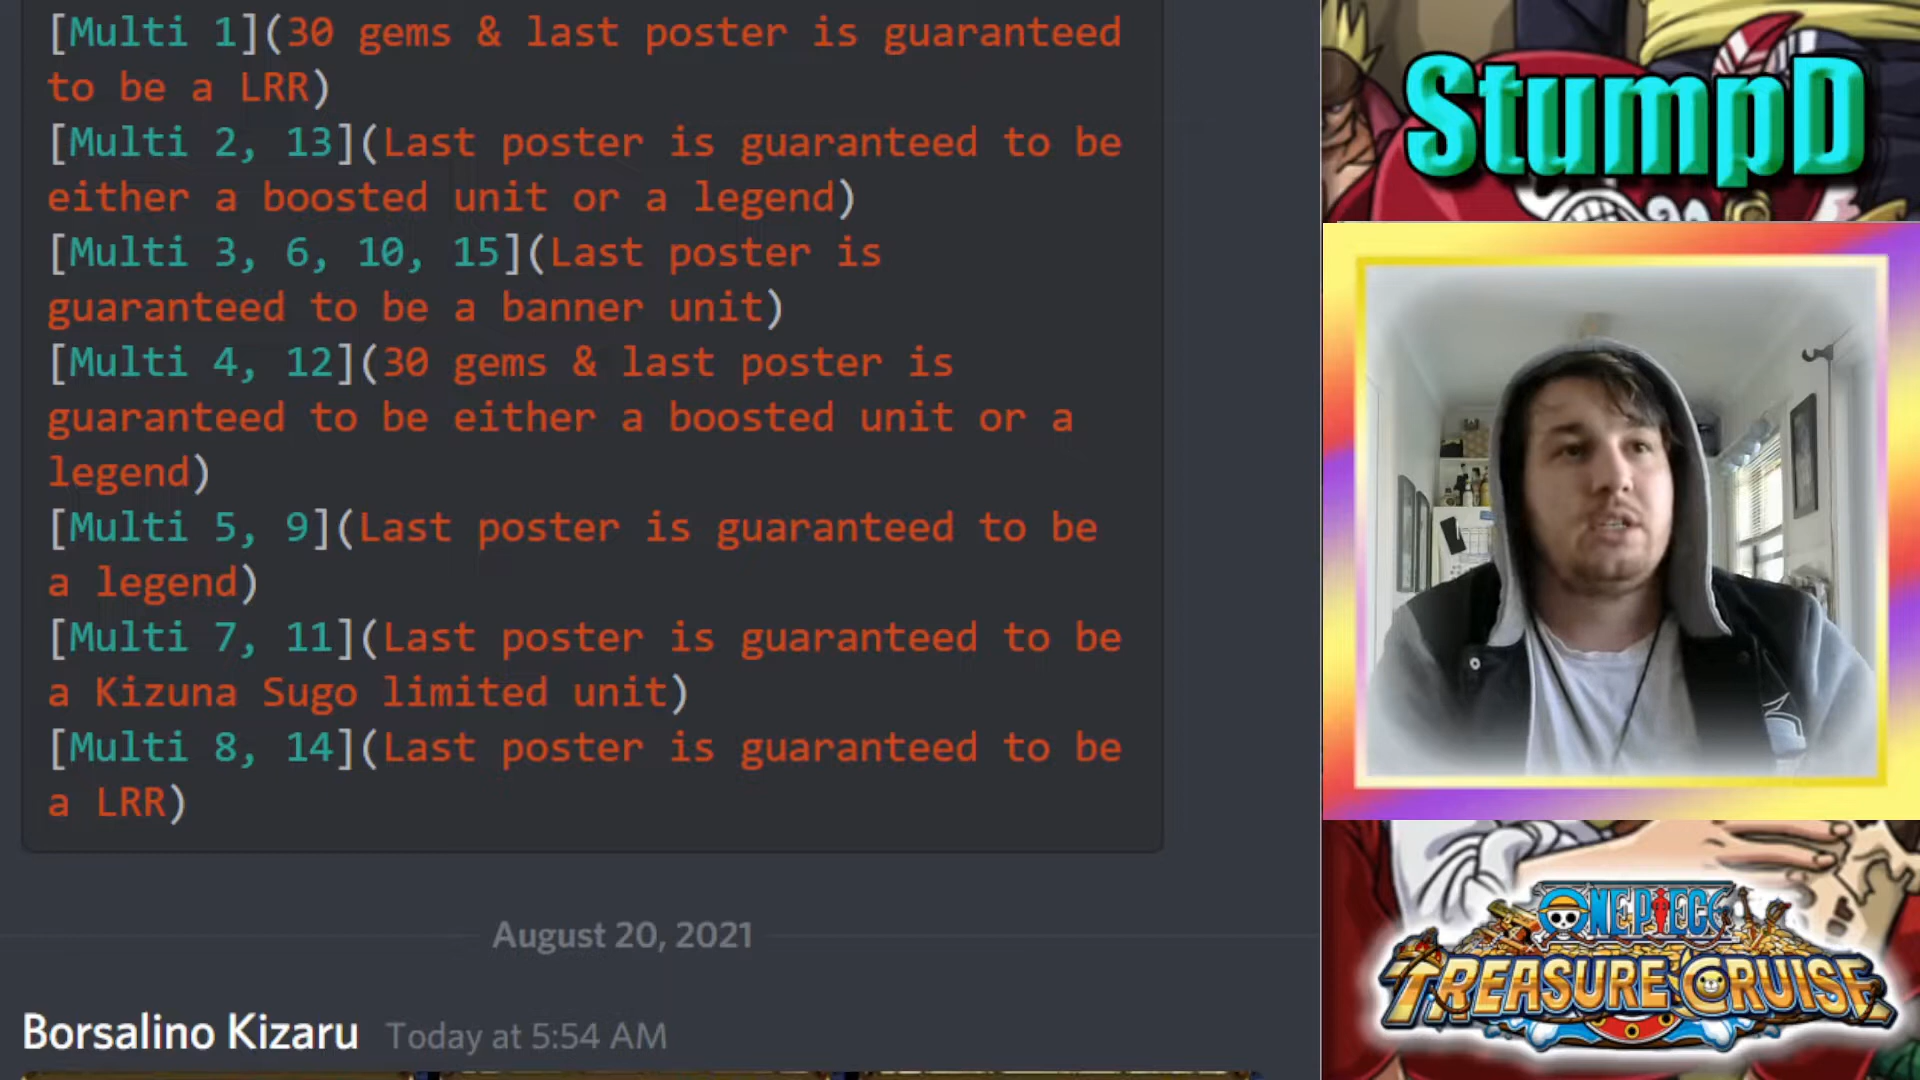 [Multi 1](30 gems & last poster is guaranteed
to be a LRR)
[Multi 2, 13](Last poster is guaranteed to be
either a boosted unit or a legend)
[Multi 3, 6, 10, 15](Last poster is
guaranteed to be a banner unit)
[Multi 4, 12](30 gems & last poster is
guaranteed to be either a boosted unit or a
legend)
[Multi 5, 9](Last poster is guaranteed to be
a legend)
[Multi 7, 11](Last poster is guaranteed to be
a Kizuna Sugo limited unit)
[Multi 8, 14](Last poster is guaranteed to be
a LRR)
August 20, 2021
Borsalino Kizaru Today at 5:54 AM
StumpD
ONE PIECE
TREASURE CRUISE